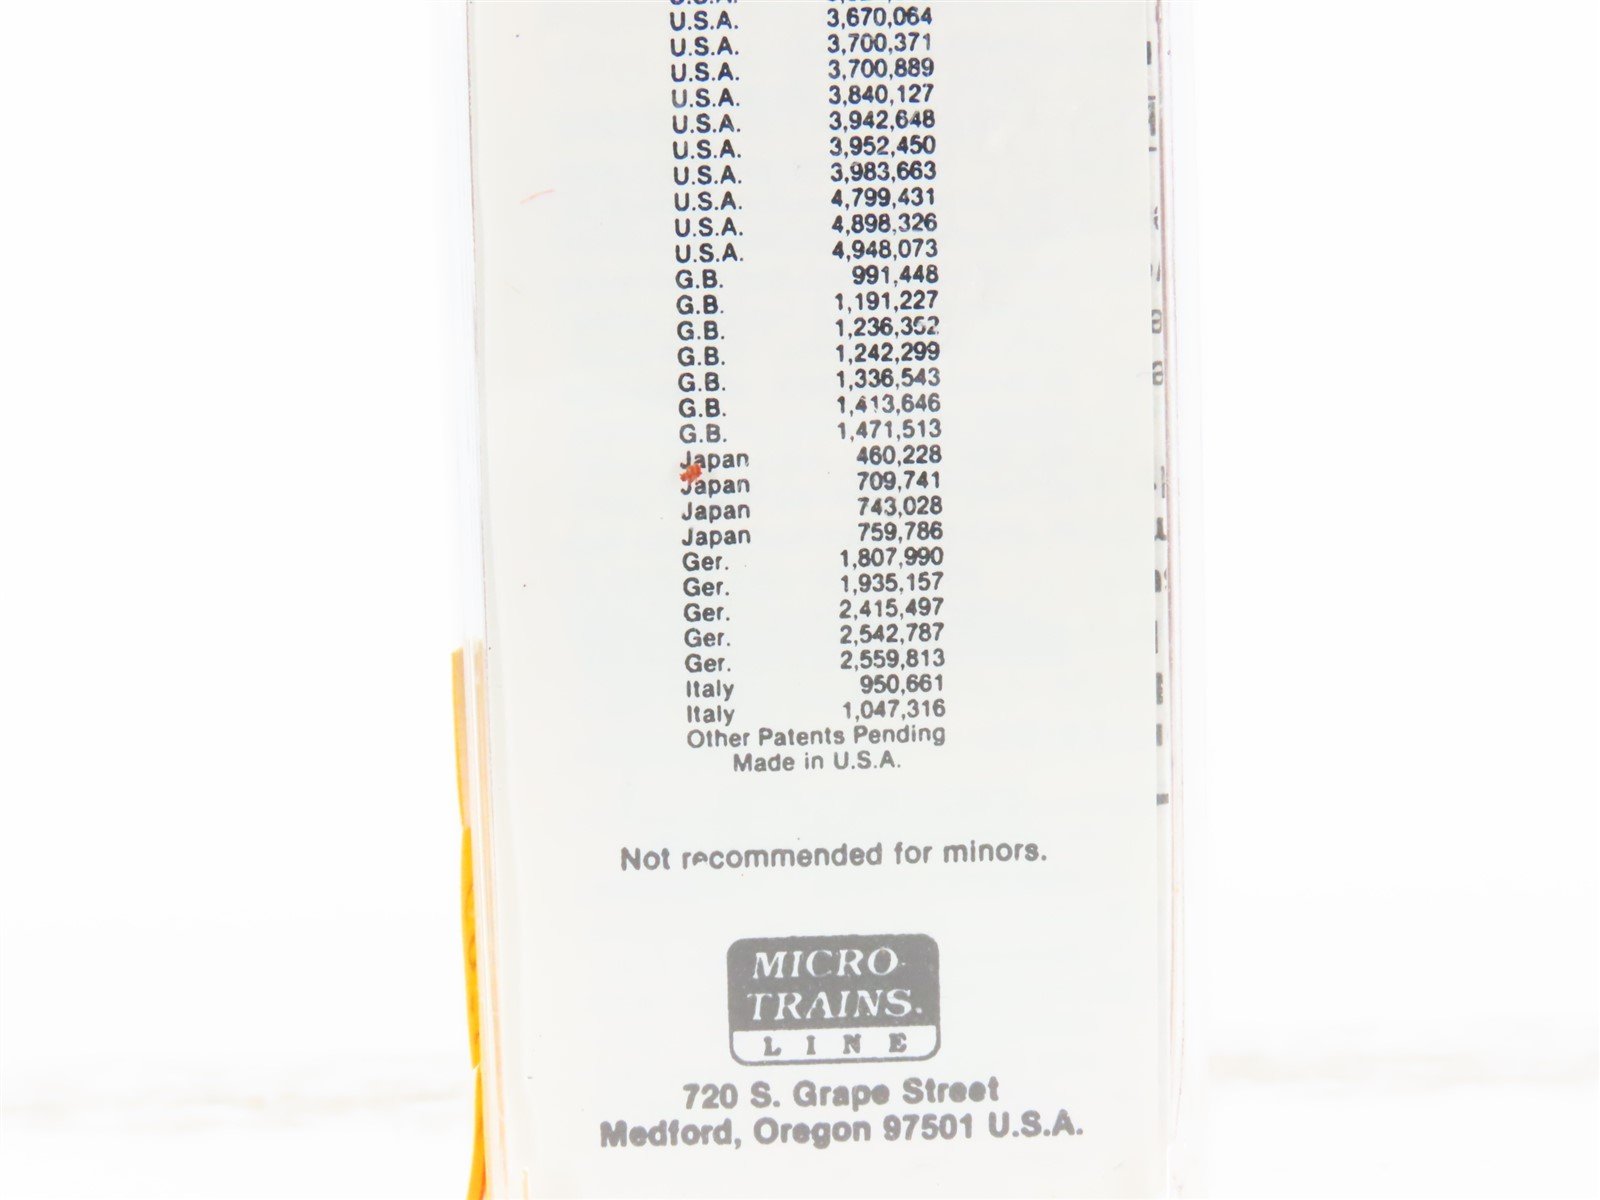 U.S.A. 3,670,064
U.S.A. 3,700,371
U.S.A. 3,700,889
U.S.A. 3,840,127
U.S.A. 3,942,648
U.S.A. 3,952,450
U.S.A. 3,983,663
U.S.A. 4,799,431
U.S.A. 4,898,326
U.S.A. 4,948,073
G.B. 991,448
G.B. 1,191,227
G.B.
G.B. 1,242,299
G.B. 1,336,543
G.B. 1,413,646
G.B. 1,471,513
Japan 460,228
Japan 709,741
Japan 743,028
Japan 759,786
Ger. 1,807,990
Ger. 1,935,157
Ger. 2,415,497
Ger. 2,542,787
Ger. 2,559,813
Italy 950,661
Italy 1,047,316
Other Patents Pending
Made in U.S.A.
Not recommended for minors.
MICRO-
TRAINS.
LINE
720 S. Grape Street
Medford, Oregon 97501 U.S.A.